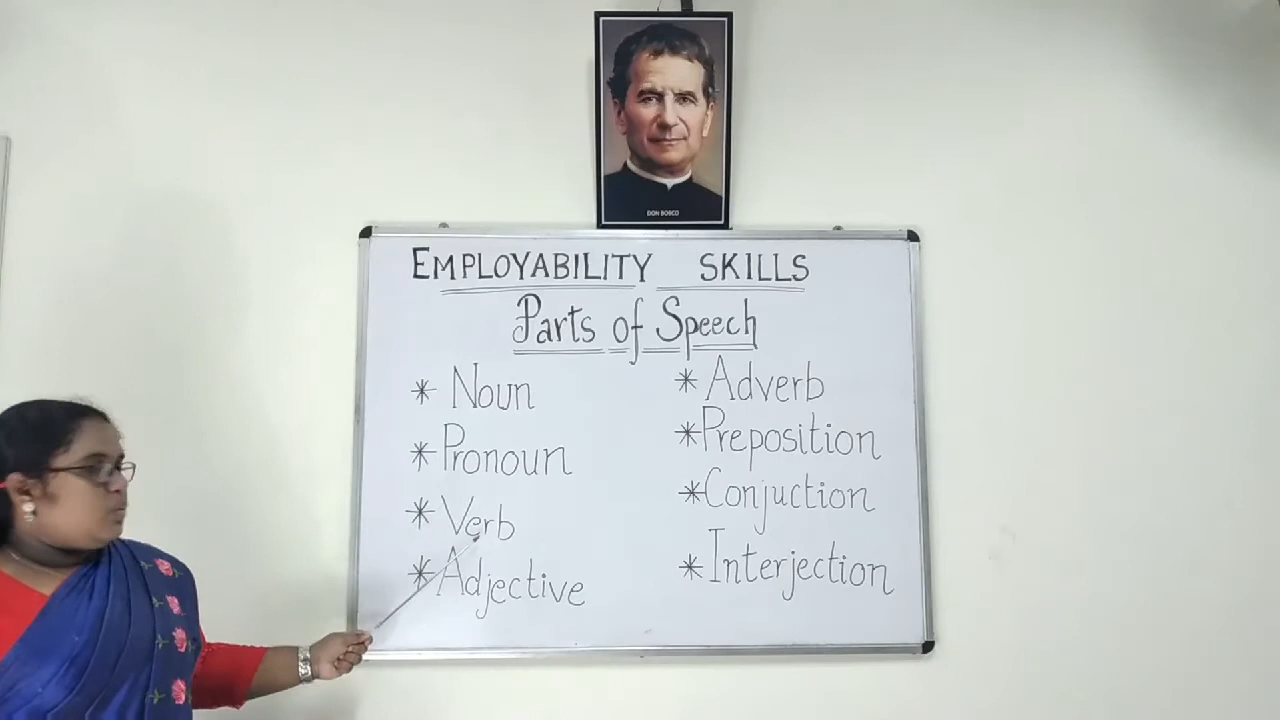 DON BOSCO
EMPLOYABILITY SKILLS
Parts of Speech
* Noun
* Pronoun
* Verb
* Adjective
* Adverb
* Preposition
* Conjuction
* Interjection